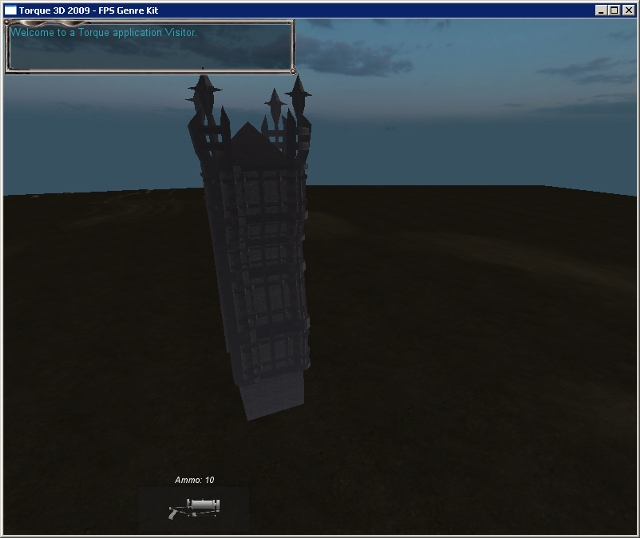 Torque 3D 2009 - FPS Genre Kit
Welcome to a Torque application Visitor.
Ammo: 10